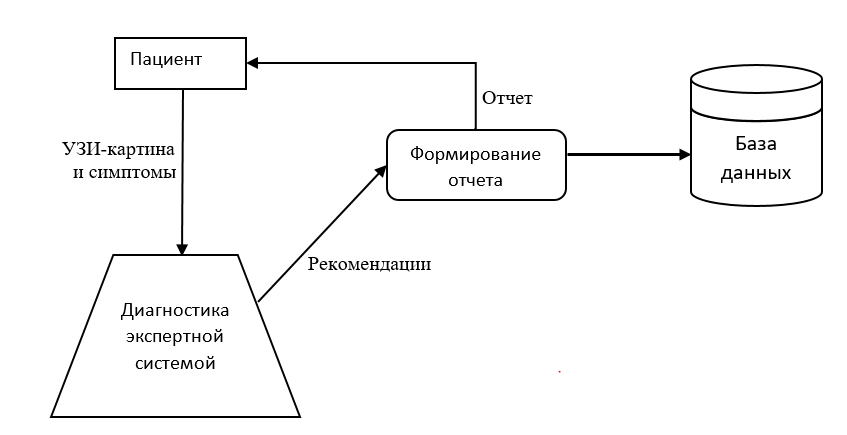 Пациент
Отчет
УЗИ-картина
и симптомы
Формирование
отчета
База
данных
Рекомендации
Диагностика
экспертной
системой